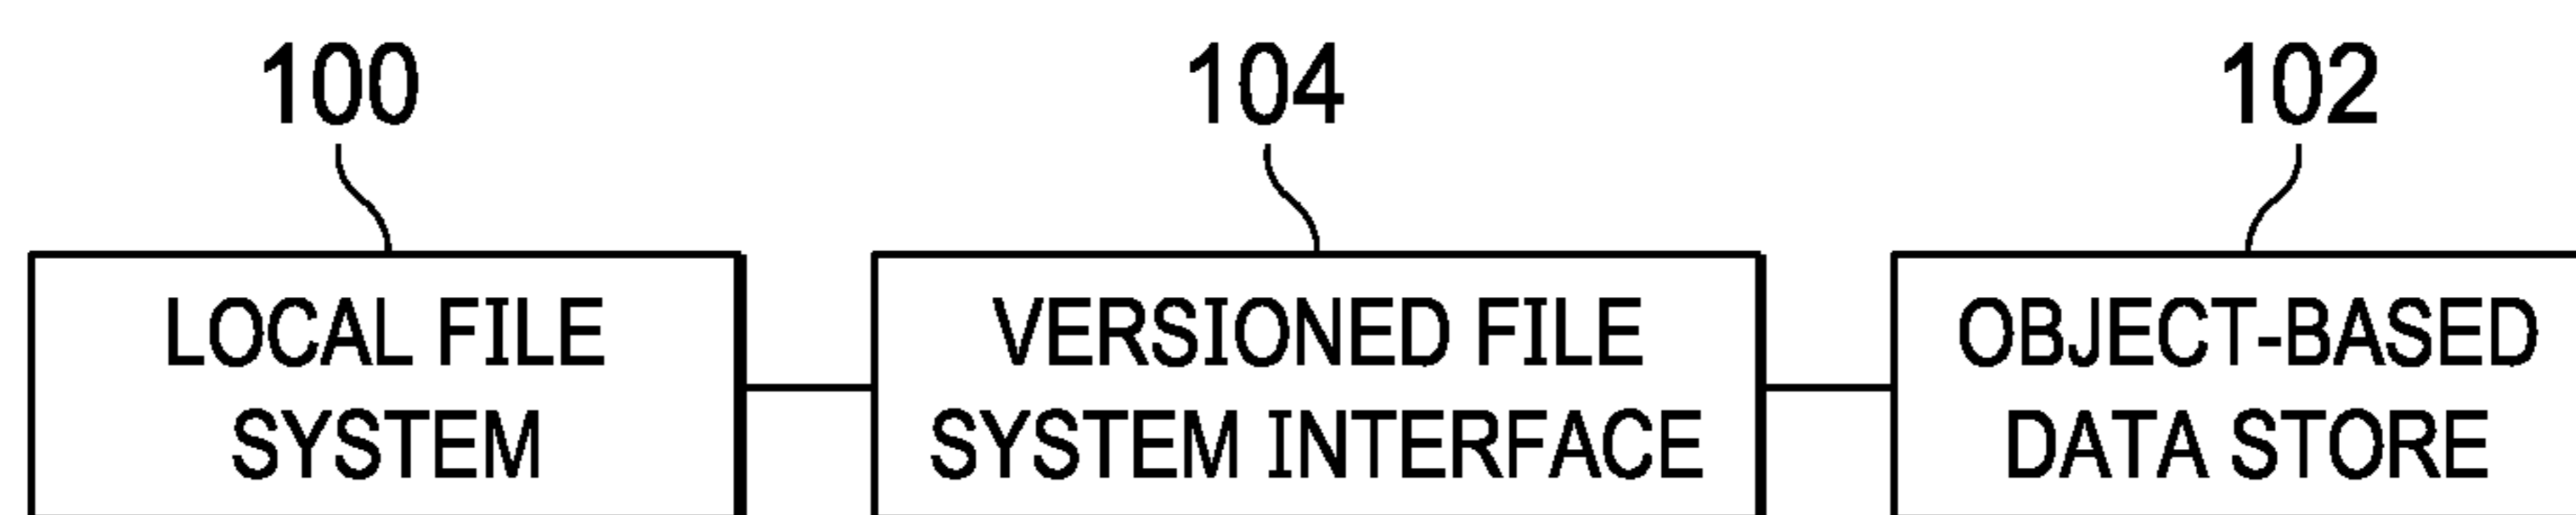 100
104
102
LOCAL FILE
SYSTEM
VERSIONED FILE
SYSTEM INTERFACE
OBJECT-BASED
DATA STORE